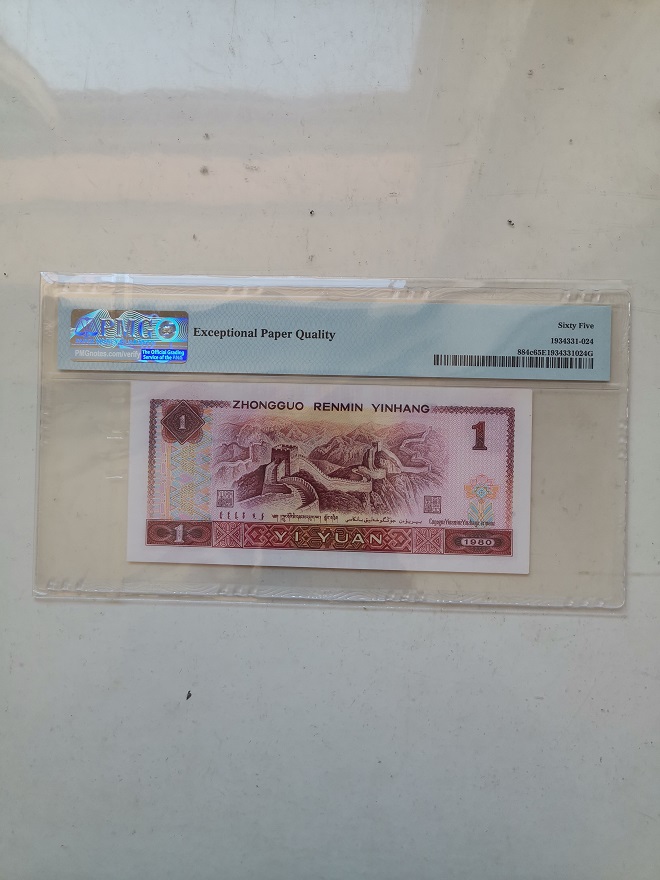 PMG
PMGnotes.com/verify
The Official Grading
Service of the PNG
Exceptional Paper Quality
Sixty Five
1934331-024
884c65E1934331024G
ZHONGGUO RENMIN YINHANG
1
1
1
YI YUAN
1980